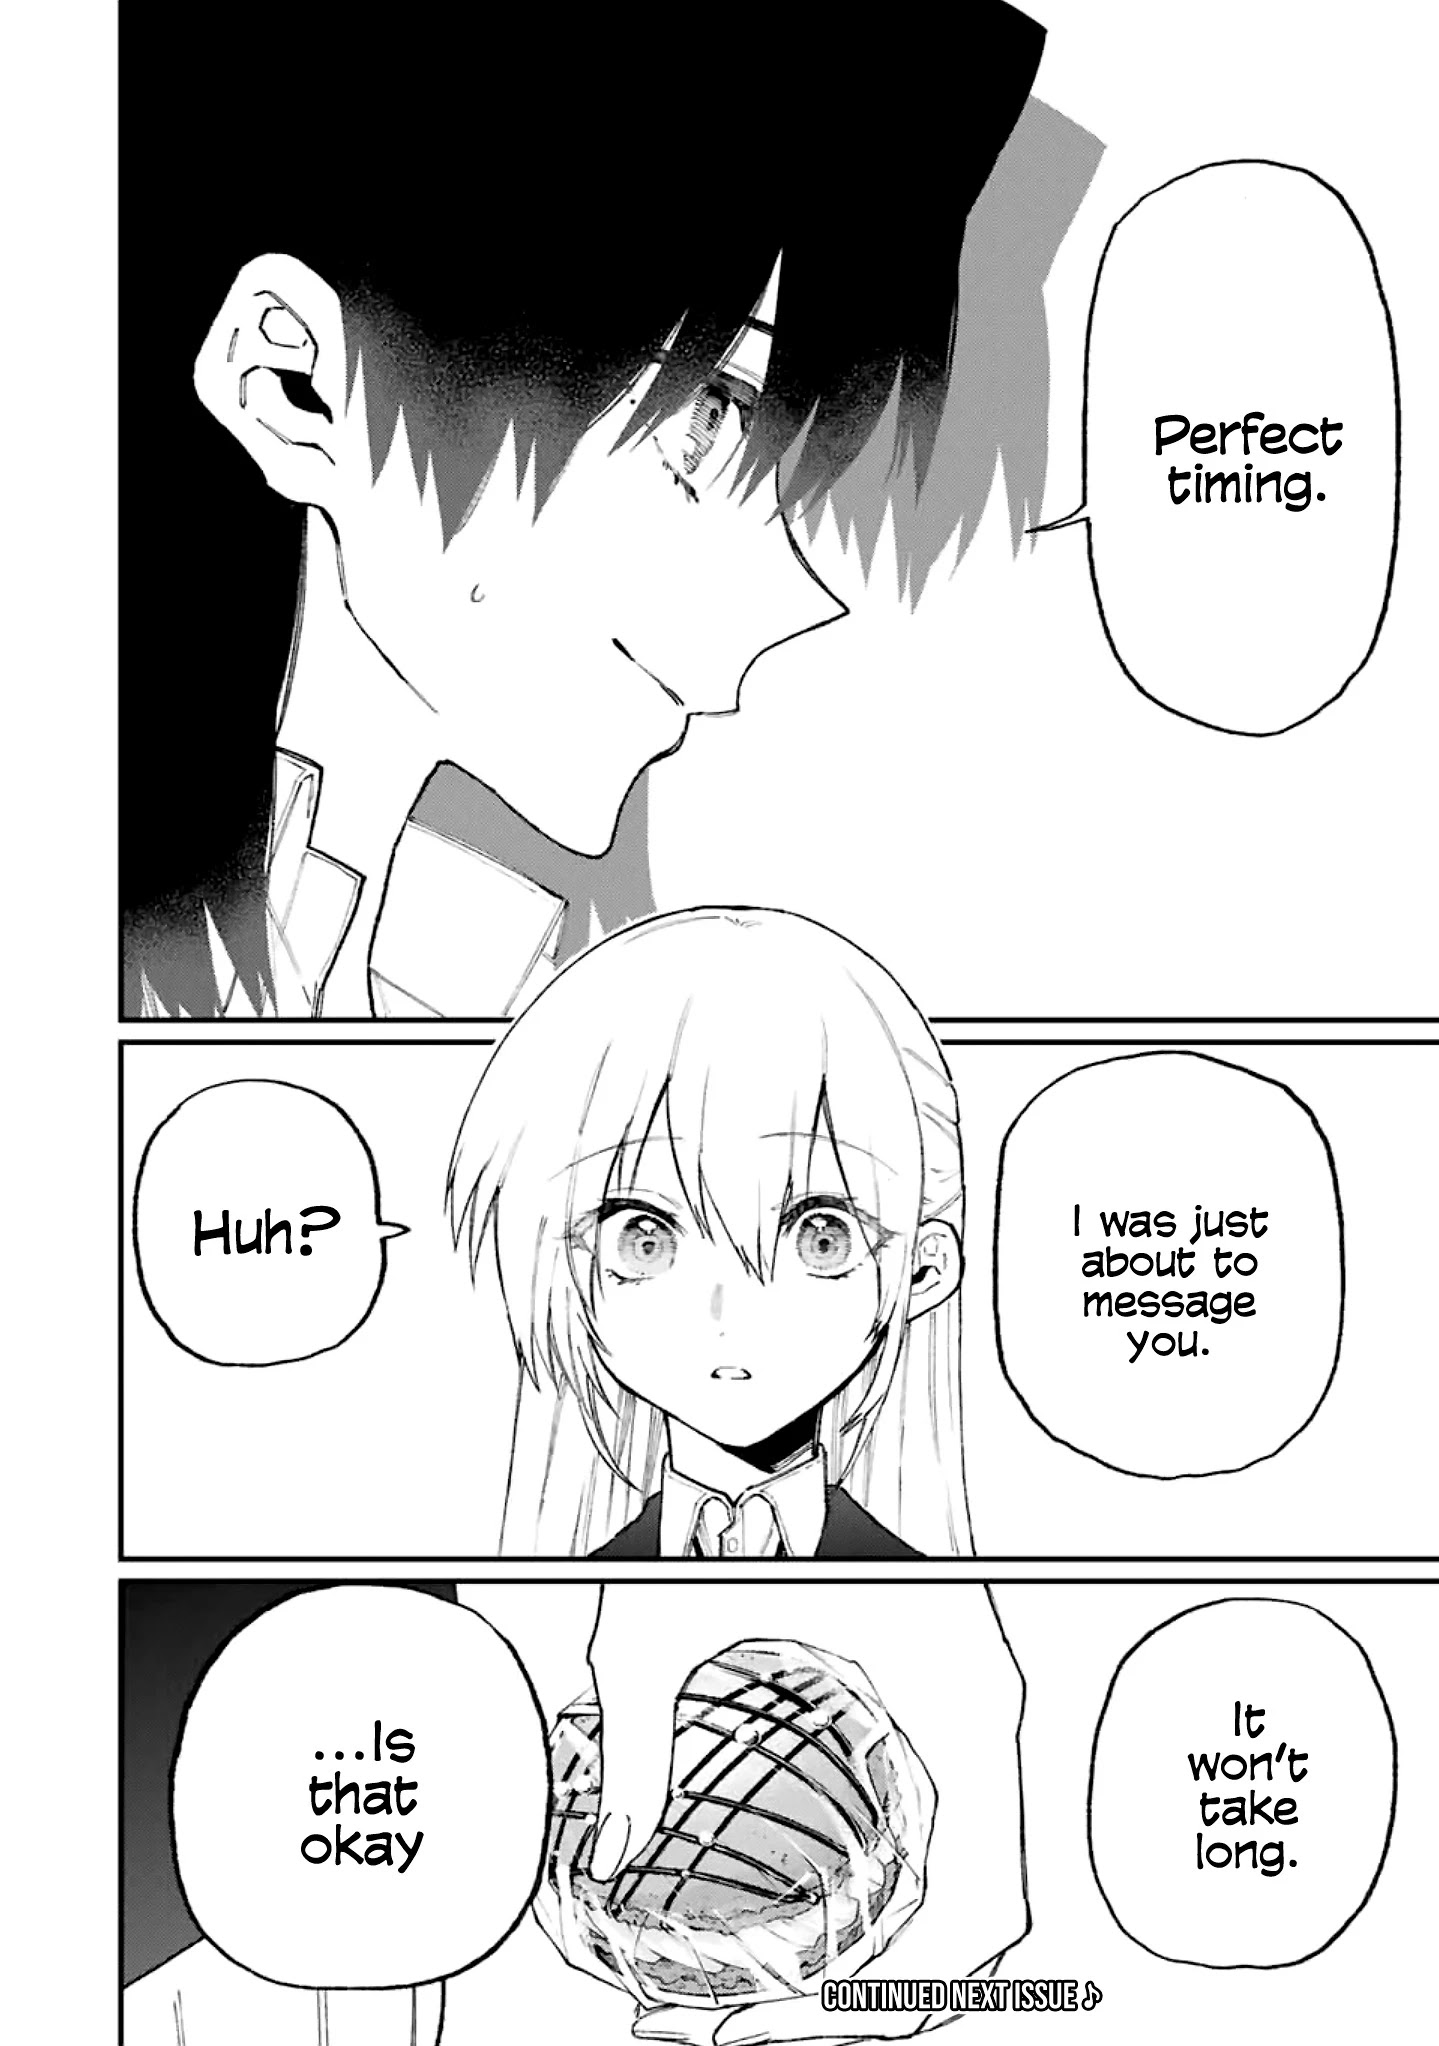 Perfect
timing.
I was just
about to
message
you.
Huh?
It
won't
take
long.
...Is
that
okay
CONTINUED NEXT ISSUE ♪